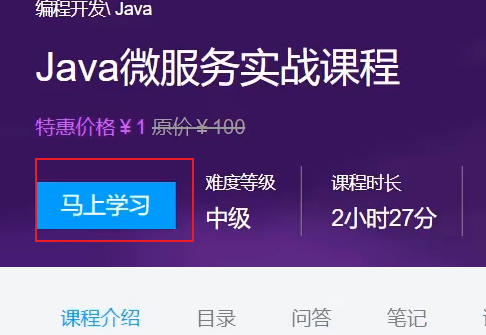 编程开发\ Java
Java微服务实战课程
特惠价格￥1 原价￥100
马上学习
难度等级
中级
课程时长
2小时27分
课程介绍 目录 问答 笔记